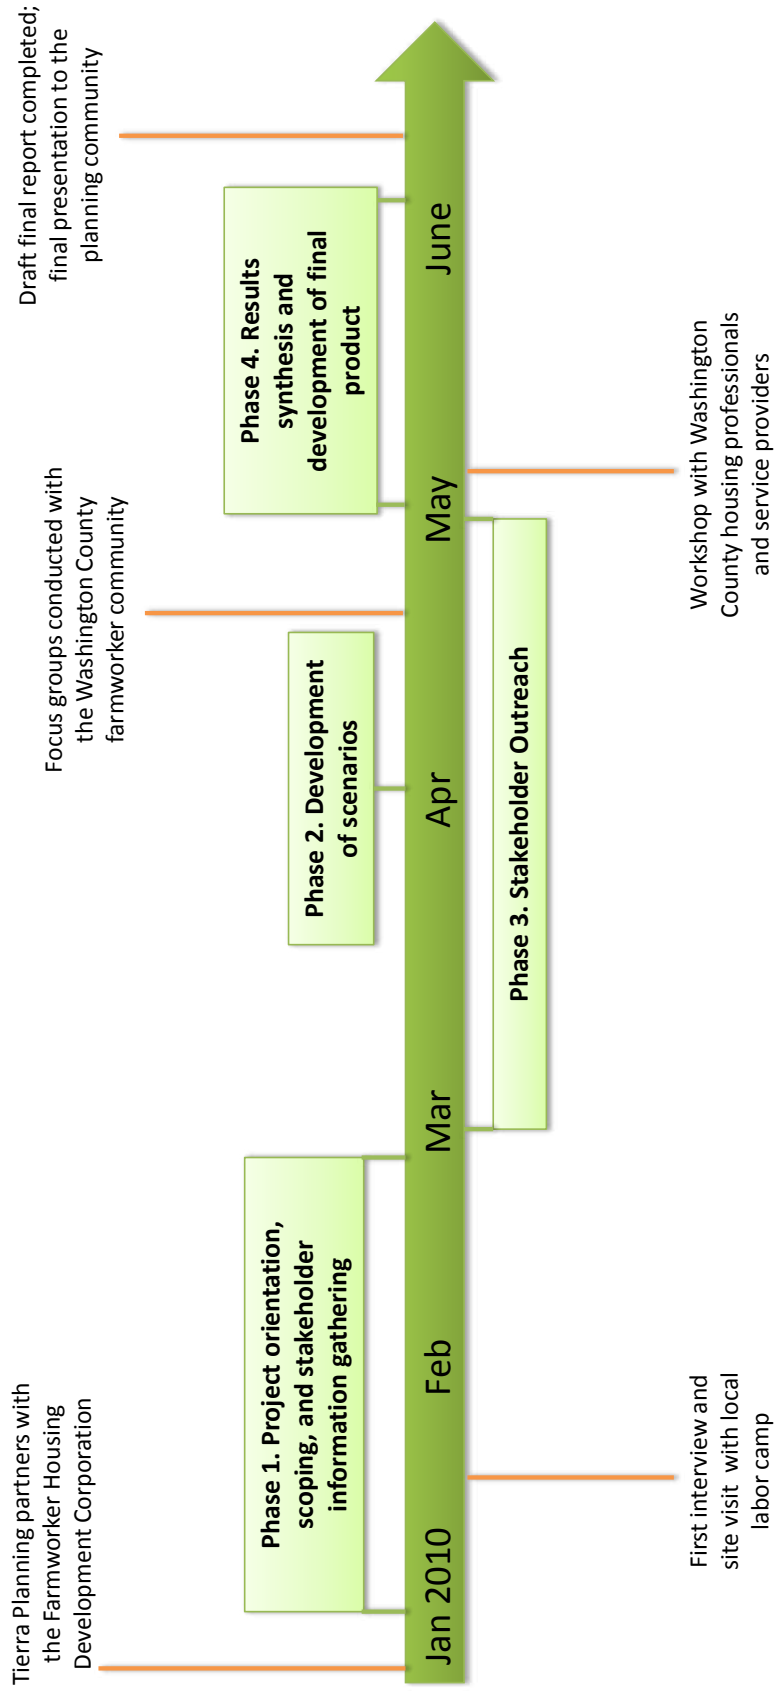 Tierra Planning partners with
the Farmworker Housing
Development Corporation
Focus groups conducted with
the Washington County
farmworker community
Draft final report completed;
final presentation to the
planning community
Phase 1. Project orientation,
scoping, and stakeholder
information gathering
Phase 2. Development
of scenarios
Phase 4. Results
synthesis and
development of final
product
Jan 2010
Feb
Mar
Apr
May
June
Phase 3. Stakeholder Outreach
First interview and
site visit with local
labor camp
Workshop with Washington
County housing professionals
and service providers